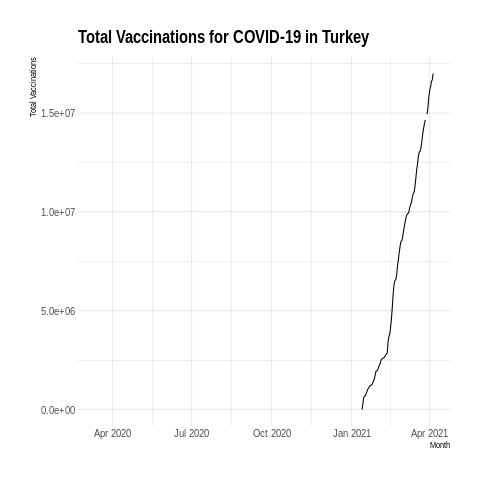 Total Vaccinations for COVID-19 in Turkey
Total Vaccinations
1.5e+07
1.0e+07
5.0e+06
0.0e+00
Apr 2020 Jul 2020 Oct 2020 Jan 2021 Apr 2021
Month